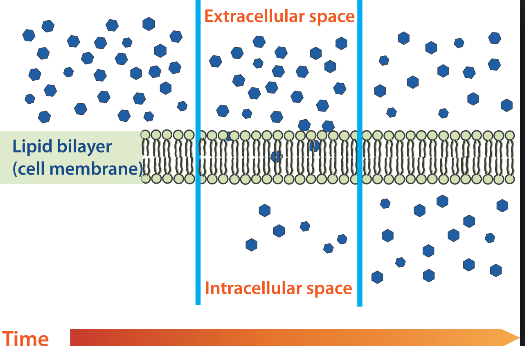 Extracellular space
Lipid bilayer
(cell membrane)
Intracellular space
Time